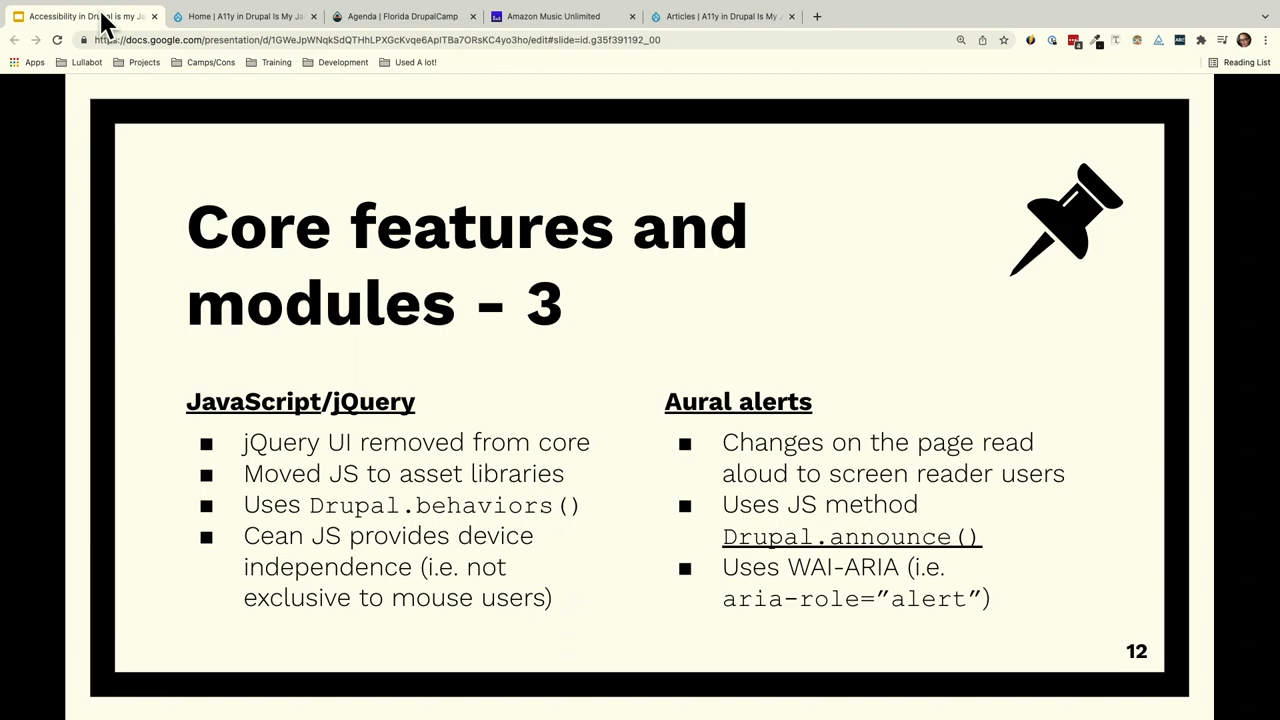 Accessibility in Drupal is my Ja
Home | A11y in Drupal Is My Ja
Agenda | Florida DrupalCamp
Amazon Music Unlimited
Articles | A11y in Drupal Is My J
https://docs.google.com/presentation/d/1GWeJpWNqkSdQTHhLPXGcKvqe6ApITBa7ORsKC4yo3ho/edit#slide=id.g35f391192_00
Apps
Lullabot
Projects
Camps/Cons
Training
Development
Used A lot!
Reading List
Core features and
modules - 3
JavaScript/jQuery
■ jQuery UI removed from core
■ Moved JS to asset libraries
■ Uses Drupal.behaviors()
■ Cean JS provides device
independence (i.e. not
exclusive to mouse users)
Aural alerts
■ Changes on the page read
aloud to screen reader users
■ Uses JS method
Drupal.announce()
■ Uses WAI-ARIA (i.e.
aria-role=”alert”)
12